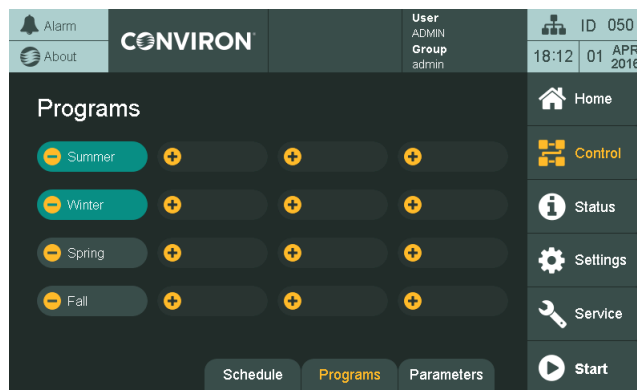 Alarm
About
CONVIRON
User
ADMIN
Group
admin
ID 050
18:12 01 APR 2016
Programs
Summer
Winter
Spring
Fall
Home
Control
Status
Settings
Service
Start
Schedule Programs Parameters